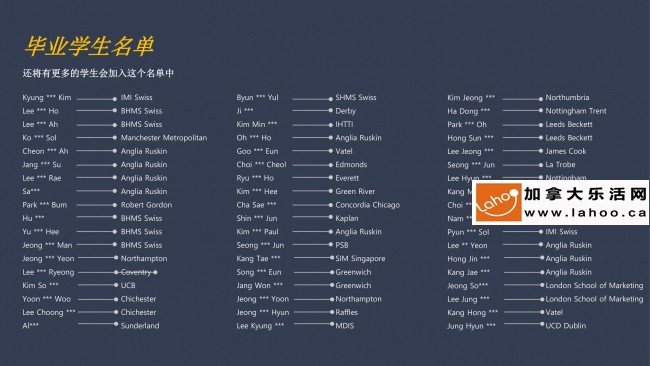 毕业学生名单
还将有更多的学生会加入这个名单中
Kyung *** Kim IMI Swiss
Lee *** Ho BHMS Swiss
Lee *** Ah BHMS Swiss
Ko *** Sol Manchester Metropolitan
Cheon *** Ah Anglia Ruskin
Jang *** Su Anglia Ruskin
Lee *** Rae Anglia Ruskin
Sa*** Anglia Ruskin
Park *** Bum Robert Gordon
Hu *** BHMS Swiss
Yu *** Hee BHMS Swiss
Jeong *** Man BHMS Swiss
Jeong *** Yeon Northampton
Lee *** Ryeong Coventry
Kim So *** UCB
Yoon *** Woo Chichester
Lee Choong *** Chichester
Al*** Sunderland
Byun *** Yul SHMS Swiss
Ji *** Derby
Kim Min *** IHTTI
Oh *** Ho Anglia Ruskin
Goo *** Eun Vatel
Choi *** Cheol Edmonds
Ryu *** Ho Everett
Kim *** Hee Green River
Cha Sae *** Concordia Chicago
Shin *** Jun Kaplan
Kim *** Paul Anglia Ruskin
Seong *** Jun PSB
Kang Tae *** SIM Singapore
Song *** Eun Greenwich
Jang Won *** Greenwich
Jeong *** Yoon Northampton
Jeong *** Hyun Raffles
Lee Kyung *** MDIS
Kim Jeong *** Northumbria
Ha Dong *** Nottingham Trent
Park *** Oh Leeds Beckett
Hong Sun *** Leeds Beckett
Lee Jeong *** James Cook
Seong *** Jun La Trobe
Lee Hyun *** Nottingham
Kang
Choi
Nam
Pyun *** Sol IMI Swiss
Lee ** Yeon Anglia Ruskin
Hong Jin *** Anglia Ruskin
Kang Jae *** Anglia Ruskin
Jeong So*** London School of Marketing
Lee Jung *** London School of Marketing
Kang Hong *** Vatel
Jung Hyun *** UCD Dublin
Lahoo
加拿大乐活网
www.lahoo.ca